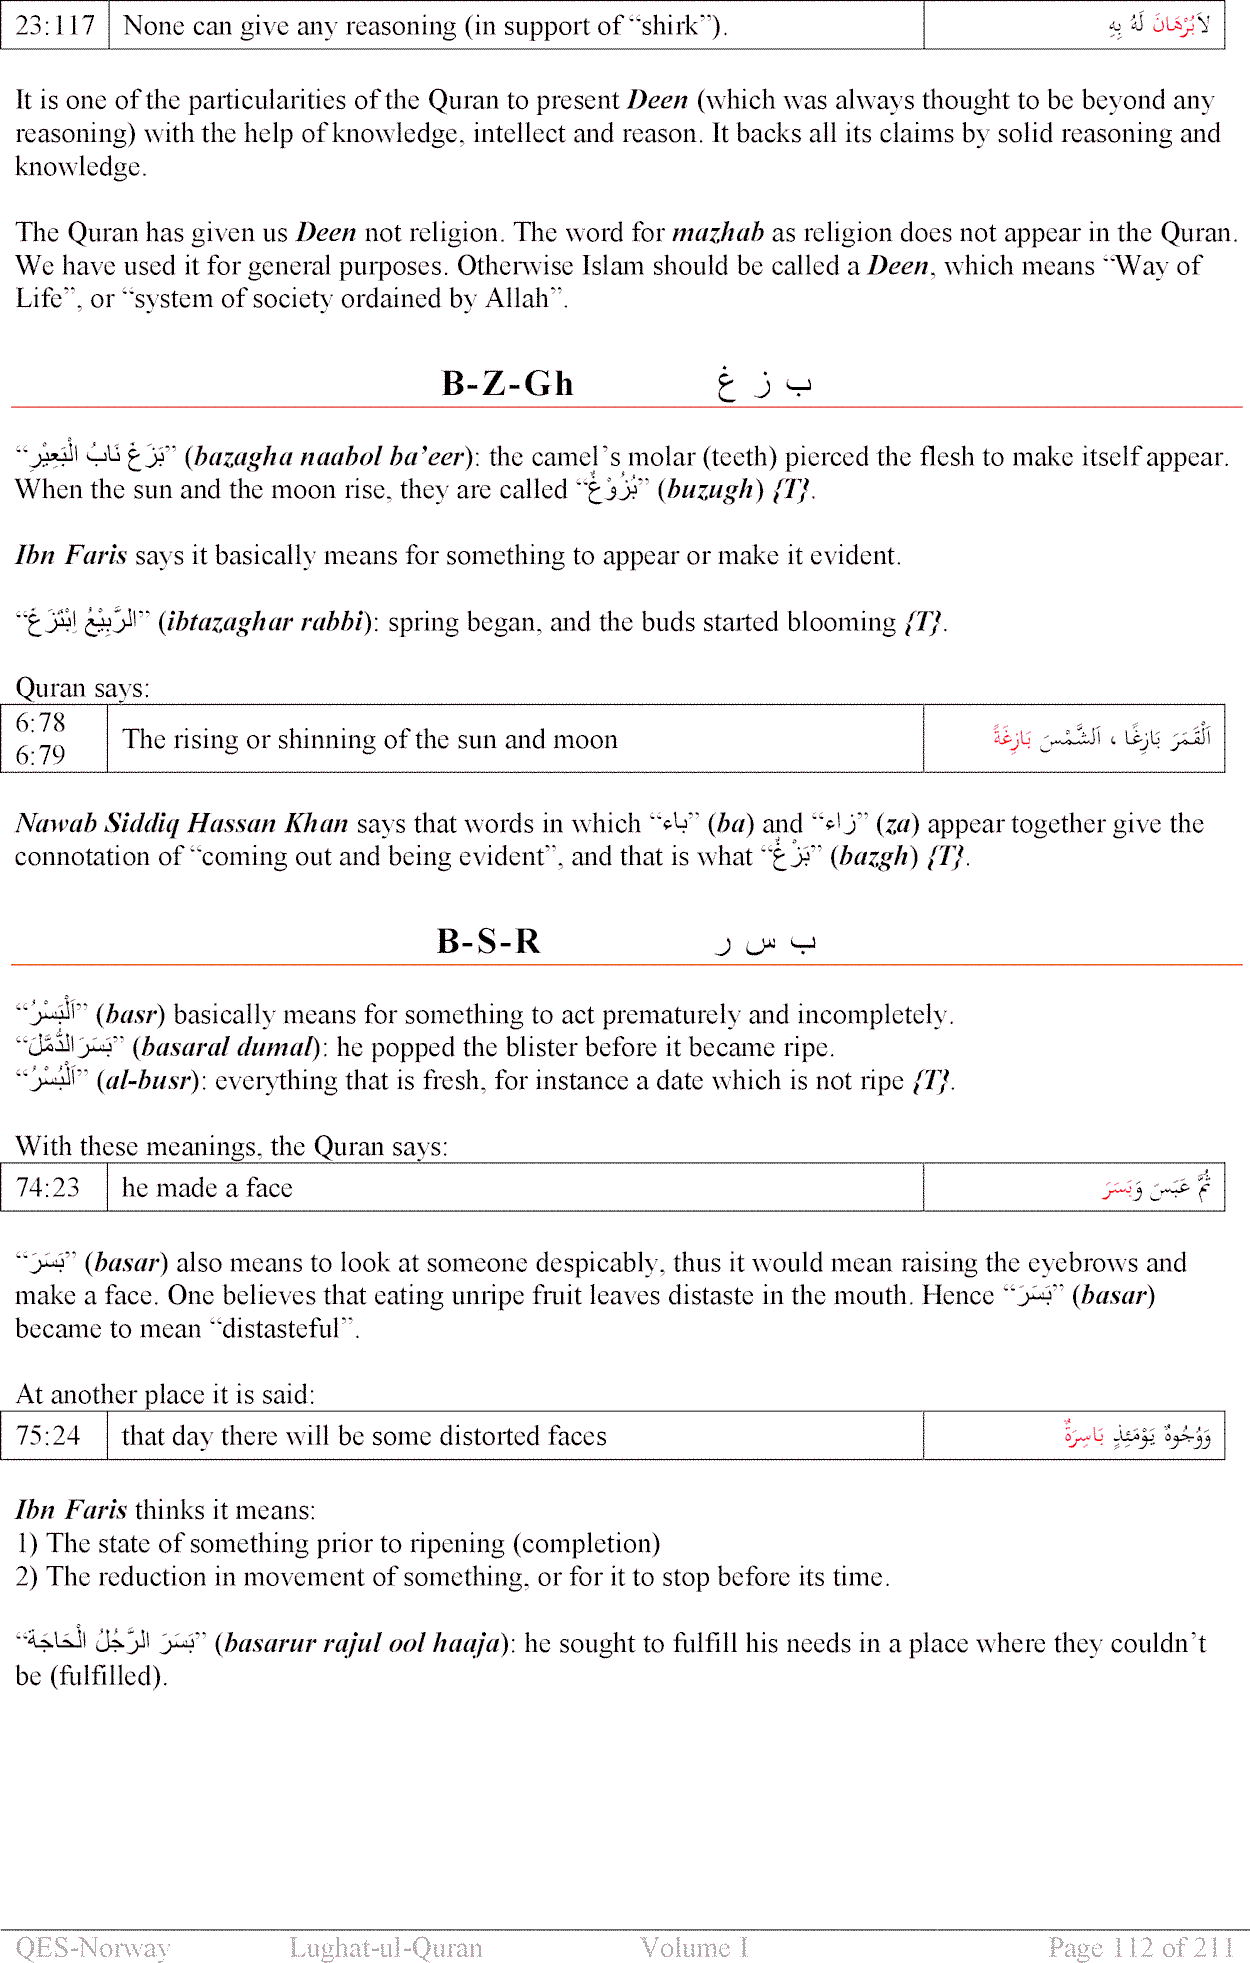 23:117 None can give any reasoning (in support of “shirk”). لاَبُرْهَانَ لَهُ بِهِ
It is one of the particularities of the Quran to present Deen (which was always thought to be beyond any
reasoning) with the help of knowledge, intellect and reason. It backs all its claims by solid reasoning and
knowledge.
The Quran has given us Deen not religion. The word for mazhab as religion does not appear in the Quran.
We have used it for general purposes. Otherwise Islam should be called a Deen, which means “Way of
Life”, or “system of society ordained by Allah”.
B-Z-Gh ب ز غ
“بَزَغَ نَابُ الْبَعِيْرِ” (bazagha naabol ba’eer): the camel’s molar (teeth) pierced the flesh to make itself appear.
When the sun and the moon rise, they are called “بُزُوْغٌ” (buzugh) {T}.
Ibn Faris says it basically means for something to appear or make it evident.
“الرَّبِيْعُ اِبْتَزَغَ” (ibtazaghar rabbi): spring began, and the buds started blooming {T}.
Quran says:
6:78
6:79 The rising or shinning of the sun and moon اَلْقَمَرَ بَازِغًا ، اَلشَّمْسَ بَازِغَةً
Nawab Siddiq Hassan Khan says that words in which “باء” (ba) and “زاء” (za) appear together give the
connotation of “coming out and being evident”, and that is what “بَزْغٌ” (bazgh) {T}.
B-S-R ب س ر
“اَلْبَسْرُ” (basr) basically means for something to act prematurely and incompletely.
“بَسَرَ الدُّمَّلَ” (basaral dumal): he popped the blister before it became ripe.
“اَلْبُسْرُ” (al-busr): everything that is fresh, for instance a date which is not ripe {T}.
With these meanings, the Quran says:
74:23 he made a face ثُمَّ عَبَسَ وَبَسَرَ
“بَسَرَ” (basar) also means to look at someone despicably, thus it would mean raising the eyebrows and
make a face. One believes that eating unripe fruit leaves distaste in the mouth. Hence “بَسَرَ” (basar)
became to mean “distasteful”.
At another place it is said:
75:24 that day there will be some distorted faces وَوُجُوهٌ يَوْمَئِذٍ بَاسِرَةٌ
Ibn Faris thinks it means:
1) The state of something prior to ripening (completion)
2) The reduction in movement of something, or for it to stop before its time.
“بَسَرَ الرَّجُلُ الْحَاجَةَ” (basarur rajul ool haaja): he sought to fulfill his needs in a place where they couldn’t
be (fulfilled).
QES-Norway Lughat-ul-Quran Volume I Page 112 of 211